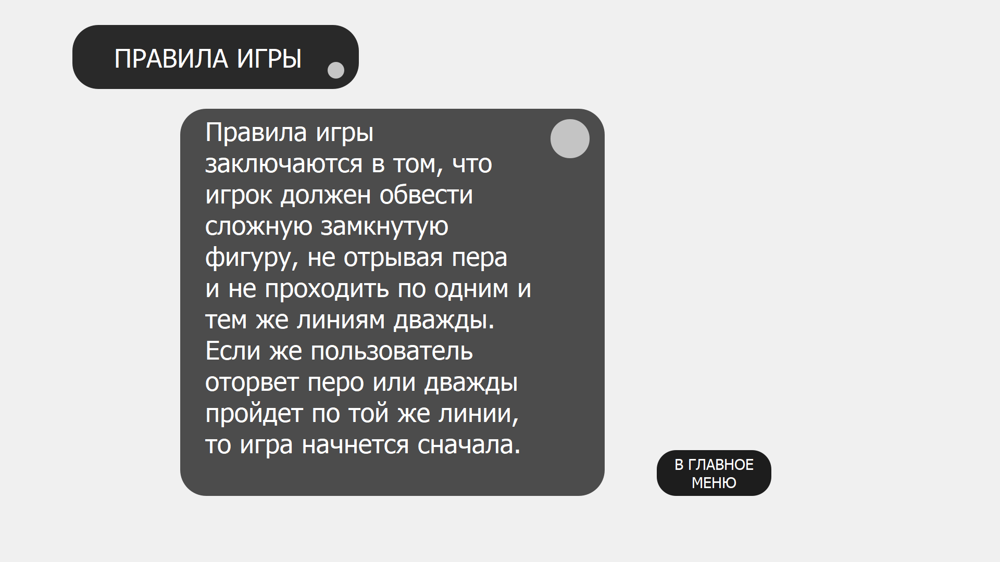 ПРАВИЛА ИГРЫ
Правила игры
заключаются в том, что
игрок должен обвести
сложную замкнутую
фигуру, не отрывая пера
и не проходить по одним и
тем же линиям дважды.
Если же пользователь
оторвет перо или дважды
пройдет по той же линии,
то игра начнется сначала.
В ГЛАВНОЕ
МЕНЮ